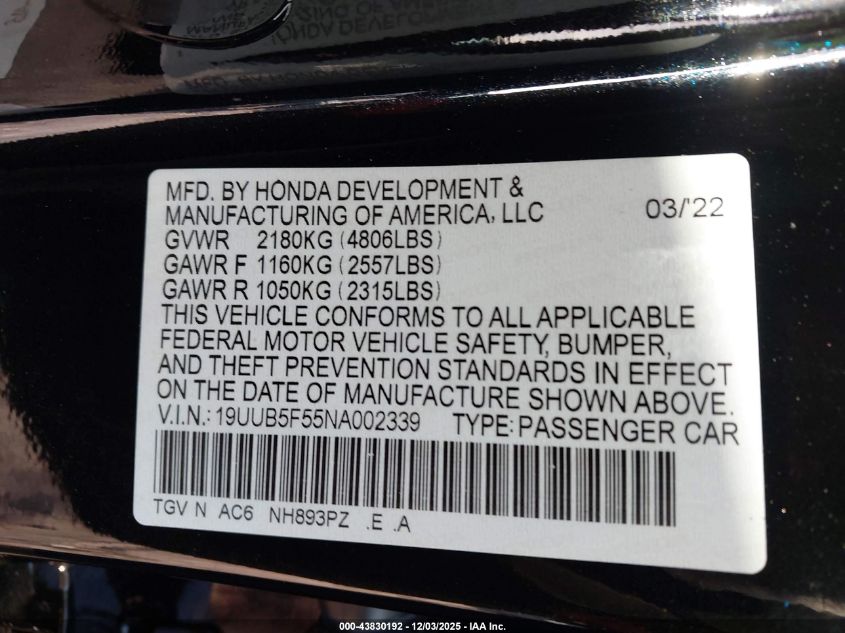 MFD. BY HONDA DEVELOPMENT &
MANUFACTURING OF AMERICA, LLC 03/'22
GVWR 2180KG (4806LBS)
GAWR F 1160KG (2557LBS)
GAWR R 1050KG (2315LBS)
THIS VEHICLE CONFORMS TO ALL APPLICABLE
FEDERAL MOTOR VEHICLE SAFETY, BUMPER,
AND THEFT PREVENTION STANDARDS IN EFFECT
ON THE DATE OF MANUFACTURE SHOWN ABOVE.
V.I.N.: 19UUB5F55NA002339 TYPE: PASSENGER CAR
TGV N AC6 NH893PZ .E .A
000-43830192 - 12/03/2025 - IAA Inc.